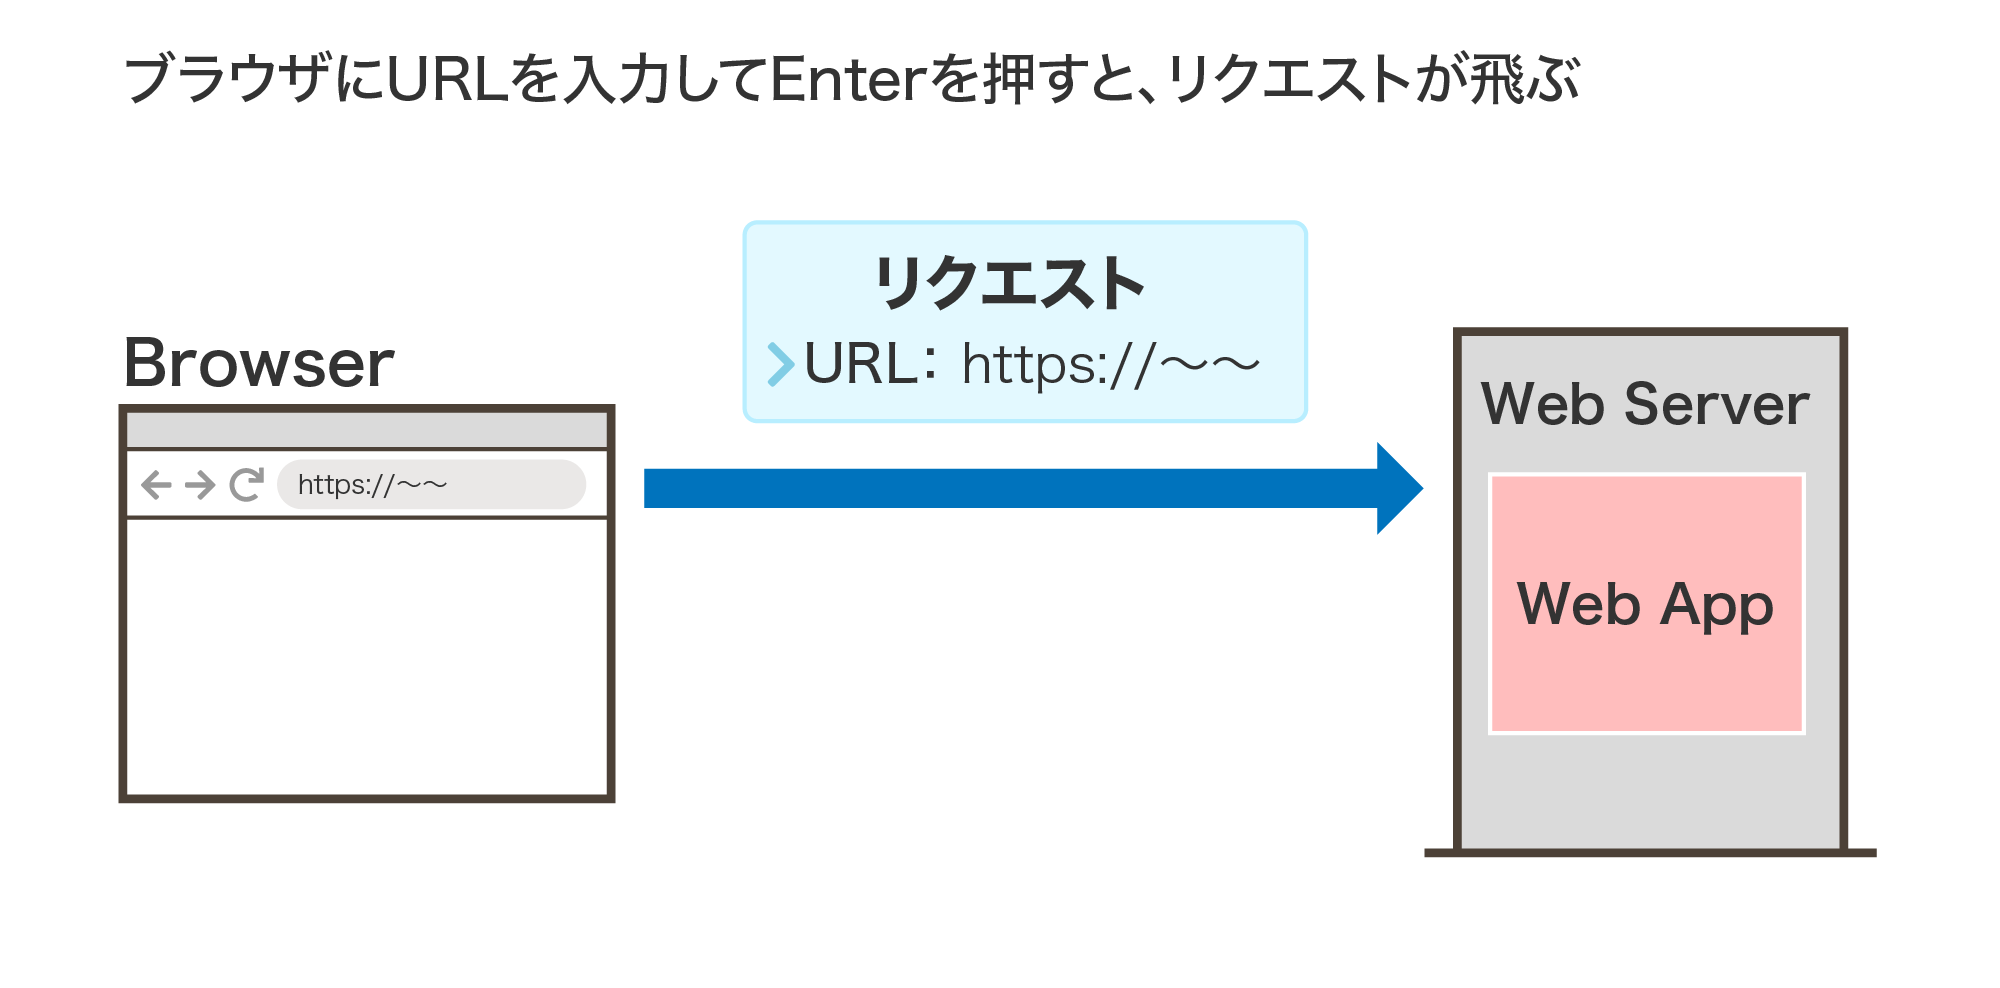 ブラウザにURLを入力してEnterを押すと、リクエストが飛ぶ
リクエスト
URL： https://〜〜
Browser
https://〜〜
Web Server
Web App